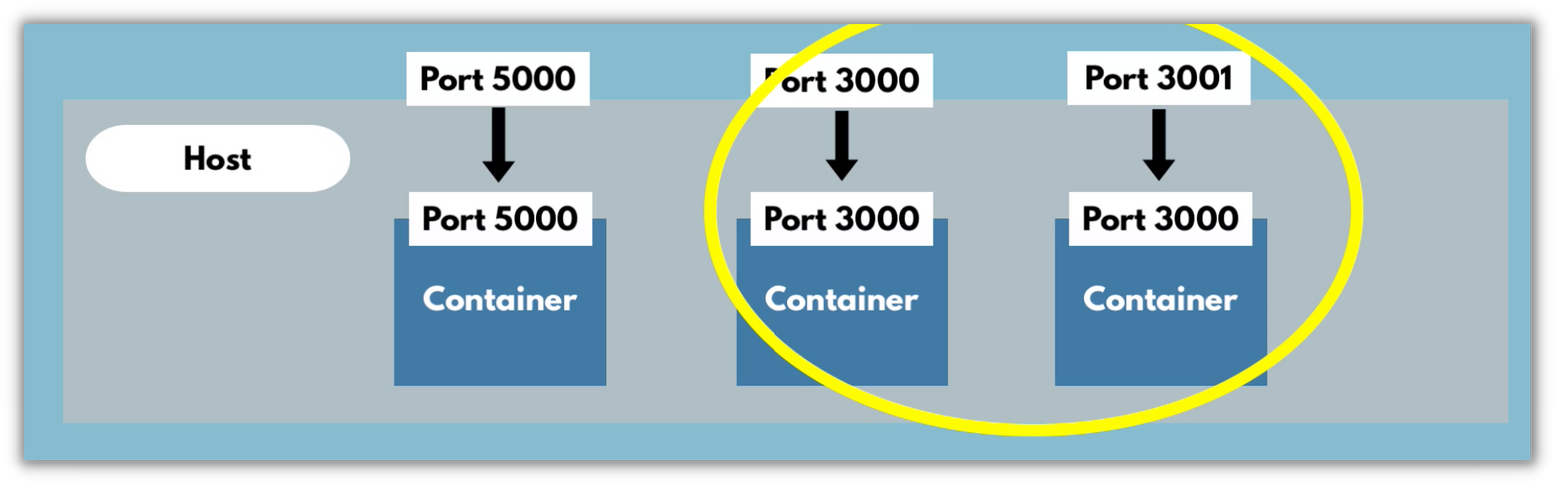 Port 5000
Port 3000
Port 3001
Host
Port 5000
Port 3000
Port 3000
Container
Container
Container